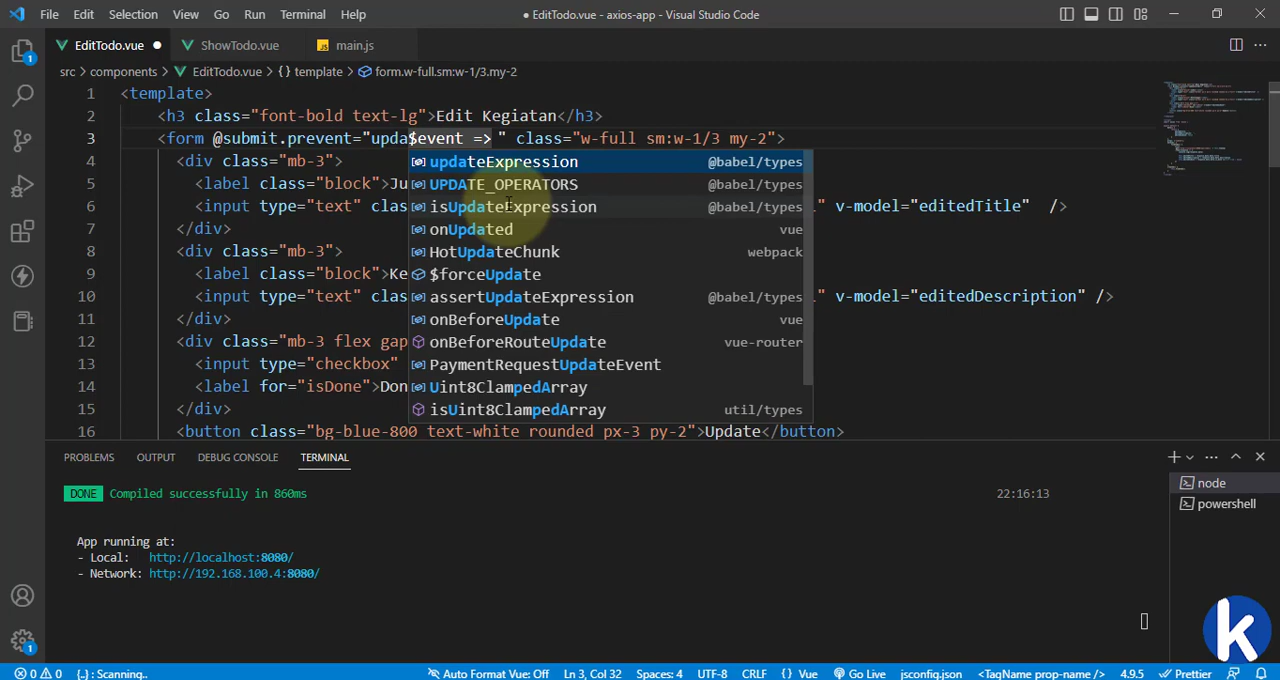 File Edit Selection View Go Run Terminal Help ● EditTodo.vue - axios-app - Visual Studio Code
EditTodo.vue ● ShowTodo.vue JS main.js
src > components > EditTodo.vue > {} template > form.w-full.sm:w-1/3.my-2
1 <template>
2 <h3 class="font-bold text-lg">Edit Kegiatan</h3>
3 <form @submit.prevent="upda$event => " class="w-full sm:w-1/3 my-2">
4 <div class="mb-3">
5 <label class="block">Ju
6 <input type="text" clas l" v-model="editedTitle" />
7 </div>
8 <div class="mb-3">
9 <label class="block">Ke
10 <input type="text" clas l" v-model="editedDescription" />
11 </div>
12 <div class="mb-3 flex gap
13 <input type="checkbox"
14 <label for="isDone">Don
15 </div>
16 <button class="bg-blue-800 text-white rounded px-3 py-2">Update</button>
updateExpression @babel/types
UPDATE_OPERATORS @babel/types
isUpdateExpression @babel/types
onUpdated vue
HotUpdateChunk webpack
$forceUpdate
assertUpdateExpression @babel/types
onBeforeUpdate vue
onBeforeRouteUpdate vue-router
PaymentRequestUpdateEvent
Uint8ClampedArray
isUint8ClampedArray util/types
PROBLEMS OUTPUT DEBUG CONSOLE TERMINAL
DONE Compiled successfully in 860ms 22:16:13
App running at:
- Local: http://localhost:8080/
- Network: http://192.168.100.4:8080/
node
powershell
k
1
1
0 0 {..} : Scanning.. Auto Format Vue: Off Ln 3, Col 32 Spaces: 4 UTF-8 CRLF {} Vue Go Live jsconfig.json <TagName prop-name /> 4.9.5 Prettier